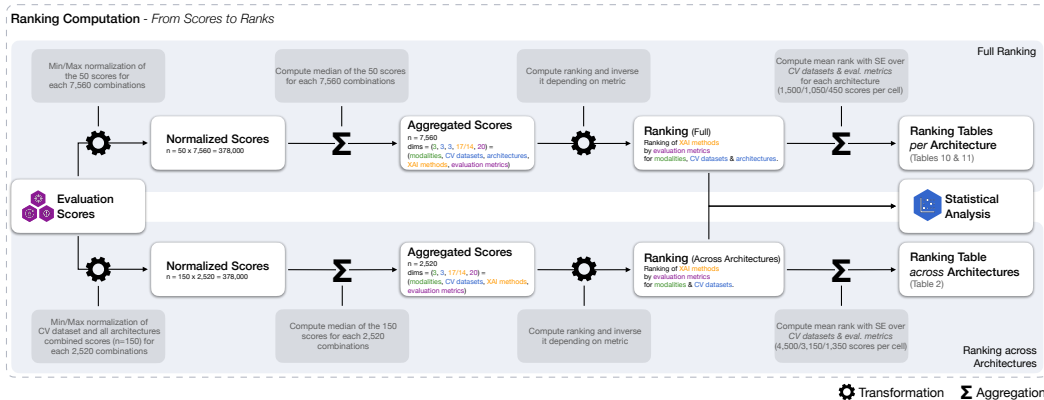 Ranking Computation - From Scores to Ranks
Full Ranking
Min/Max normalization of
the 50 scores for
each 7,560 combinations
Compute median of the 50 scores
for each 7,560 combinations
Compute ranking and inverse
it depending on metric
Compute mean rank with SE over
CV datasets & eval. metrics
for each architecture
(1,500/1,050/450 scores per cell)
Normalized Scores
n = 50 x 7,560 = 378,000
Σ
Aggregated Scores
n = 7,560
dims = (3, 3, 3, 17/14, 20) =
(modalities, CV datasets, architectures,
XAI methods, evaluation metrics)
Ranking (Full)
Ranking of XAI methods
by evaluation metrics
for modalities, CV datasets & architectures.
Σ
Ranking Tables
per Architecture
(Tables 10 & 11)
Evaluation
Scores
Statistical
Analysis
Normalized Scores
n = 150 x 2,520 = 378,000
Σ
Aggregated Scores
n = 2,520
dims = (3, 3, 17/14, 20) =
(modalities, CV datasets, XAI methods,
evaluation metrics)
Ranking (Across Architectures)
Ranking of XAI methods
by evaluation metrics
for modalities & CV datasets.
Σ
Ranking Table
across Architectures
(Table 2)
Min/Max normalization of
CV dataset and all architectures
combined scores (n=150) for
each 2,520 combinations
Compute median of the 150
scores for each 2,520
combinations
Compute ranking and inverse
it depending on metric
Compute mean rank with SE over
CV datasets & eval. metrics
(4,500/3,150/1,350 scores per cell)
Ranking across
Architectures
Transformation Σ Aggregation